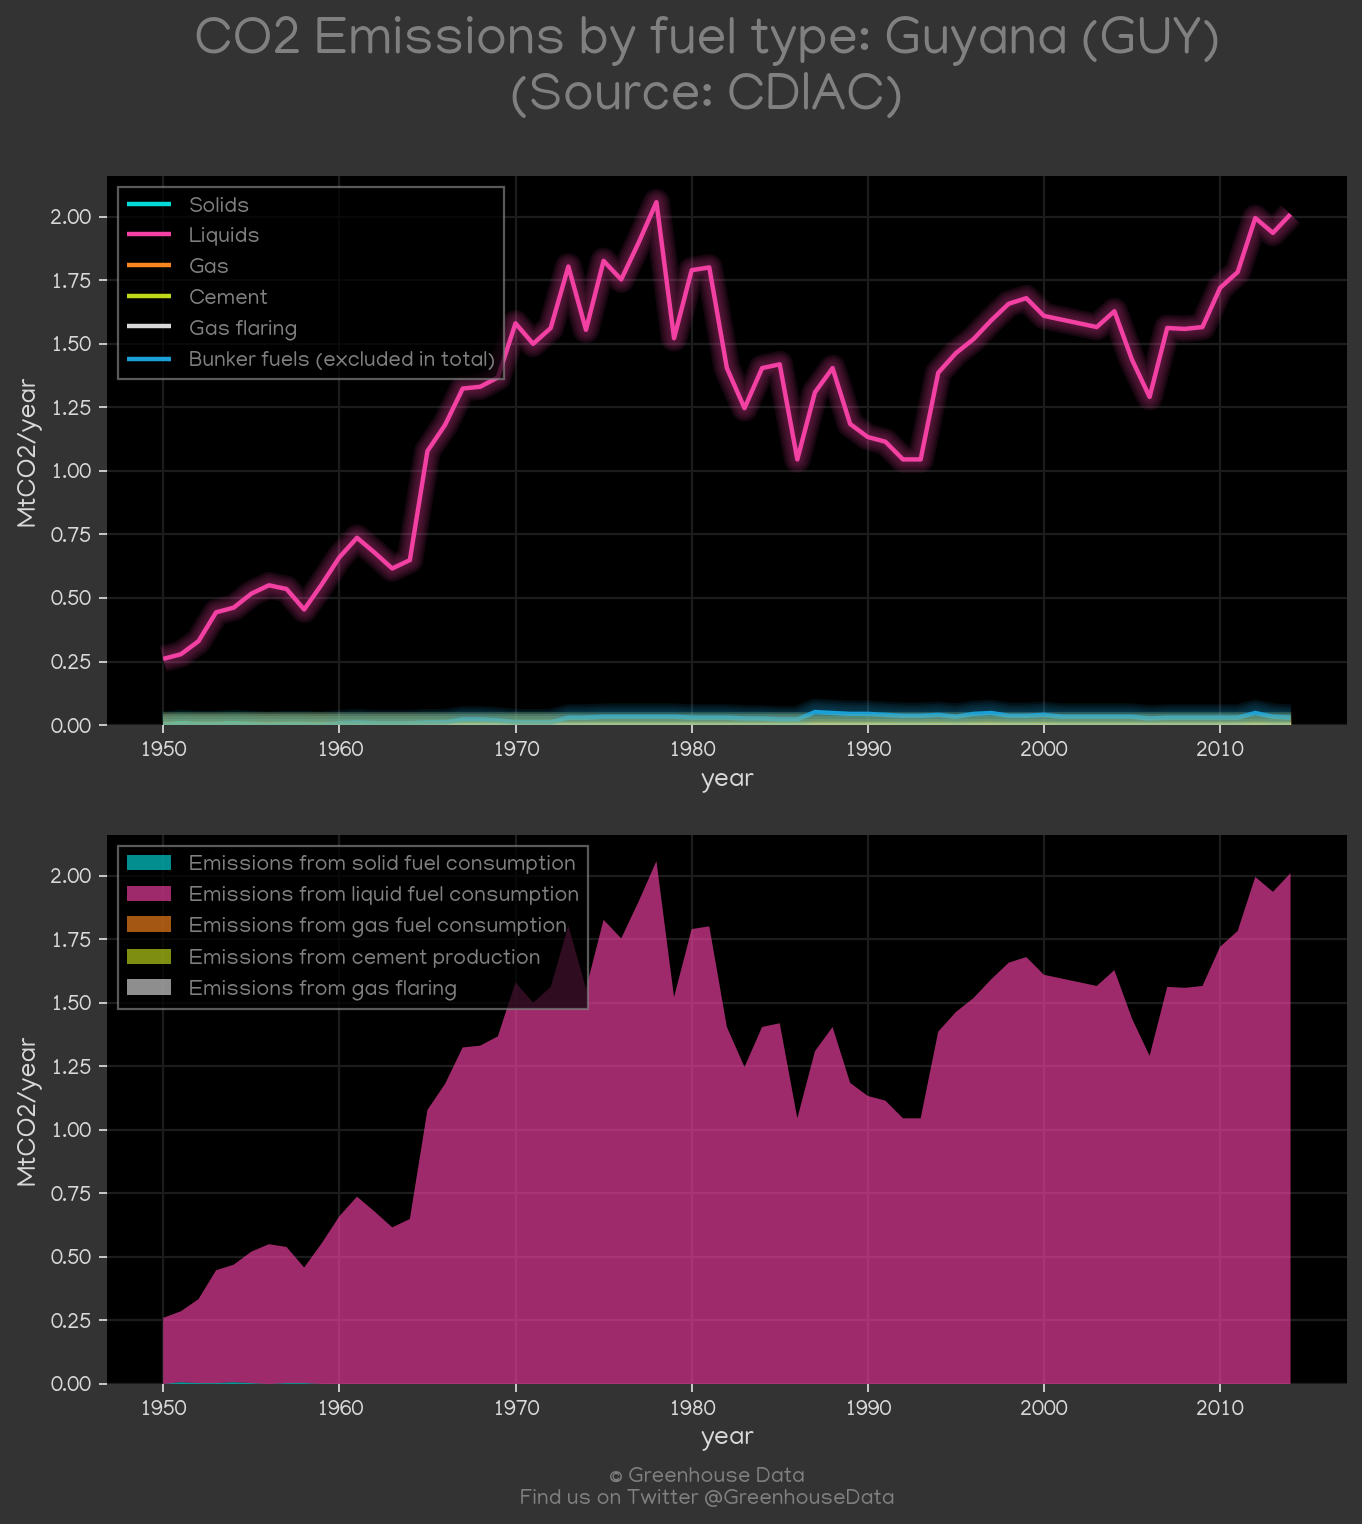 CO2 Emissions by fuel type: Guyana (GUY)
(Source: CDIAC)
Solids
Liquids
Gas
Cement
Gas flaring
Bunker fuels (excluded in total)
MtCO2/year
2.00
1.75
1.50
1.25
1.00
0.75
0.50
0.25
0.00
1950 1960 1970 1980 1990 2000 2010
year
Emissions from solid fuel consumption
Emissions from liquid fuel consumption
Emissions from gas fuel consumption
Emissions from cement production
Emissions from gas flaring
MtCO2/year
2.00
1.75
1.50
1.25
1.00
0.75
0.50
0.25
0.00
1950 1960 1970 1980 1990 2000 2010
year
© Greenhouse Data
Find us on Twitter @GreenhouseData